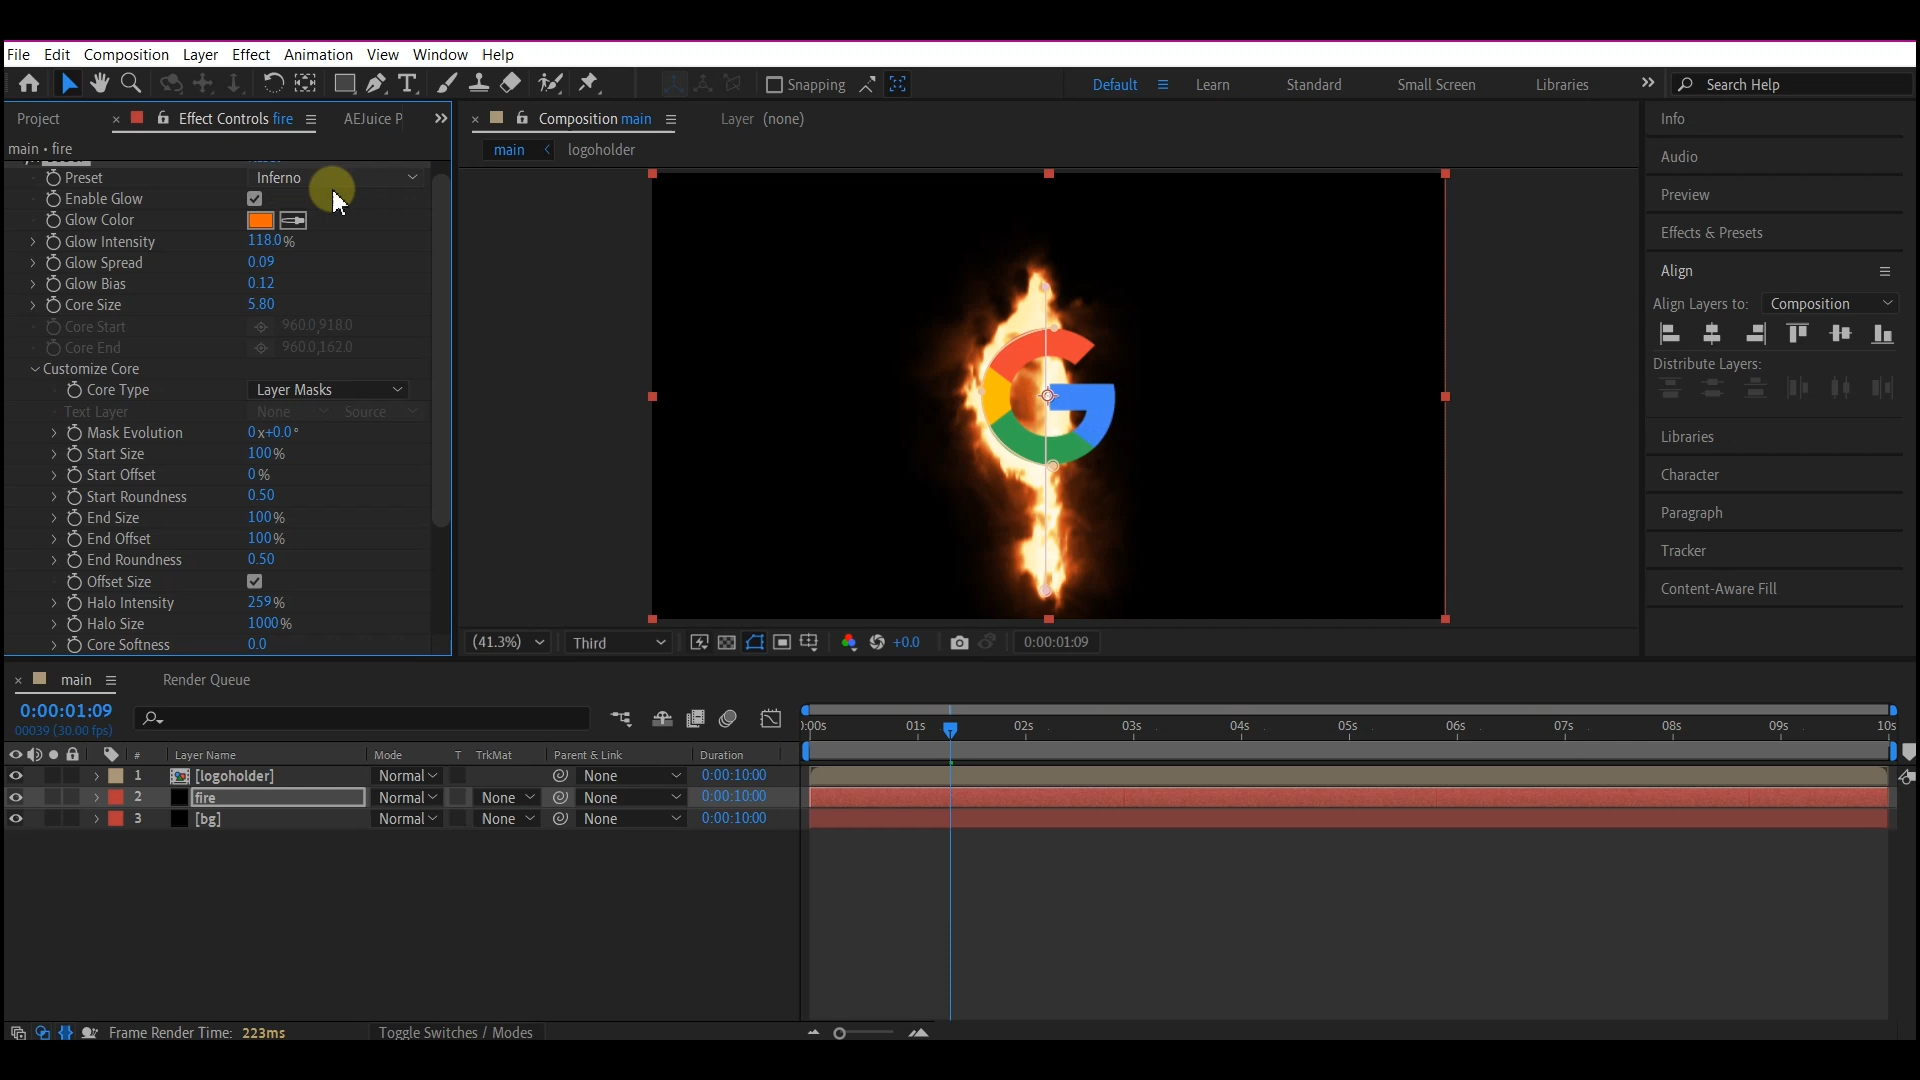 File Edit Composition Layer Effect Animation View Window Help
Snapping
Default Learn Standard Small Screen Libraries
Search Help
Project
Effect Controls fire
AEJuice P
main • fire
Preset Inferno
Enable Glow
Glow Color
Glow Intensity 118.0%
Glow Spread 0.09
Glow Bias 0.12
Core Size 5.80
Core Start 960.0,918.0
Core End 960.0,162.0
Customize Core
Core Type Layer Masks
Text Layer None Source
Mask Evolution 0x+0.0°
Start Size 100%
Start Offset 0%
Start Roundness 0.50
End Size 100%
End Offset 100%
End Roundness 0.50
Offset Size
Halo Intensity 259%
Halo Size 1000%
Core Softness 0.0
Composition main
Layer (none)
main logoholder
(41.3%) Third +0.0 0:00:01:09
Info
Audio
Preview
Effects & Presets
Align
Align Layers to: Composition
Distribute Layers:
Libraries
Character
Paragraph
Tracker
Content-Aware Fill
main
Render Queue
0:00:01:09
00039 (30.00 fps)
:00s 01s 02s 03s 04s 05s 06s 07s 08s 09s 10s
# Layer Name Mode T TrkMat Parent & Link Duration
1 [logoholder] Normal None 0:00:10:00
2 fire Normal None None 0:00:10:00
3 [bg] Normal None None 0:00:10:00
Frame Render Time: 223ms
Toggle Switches / Modes